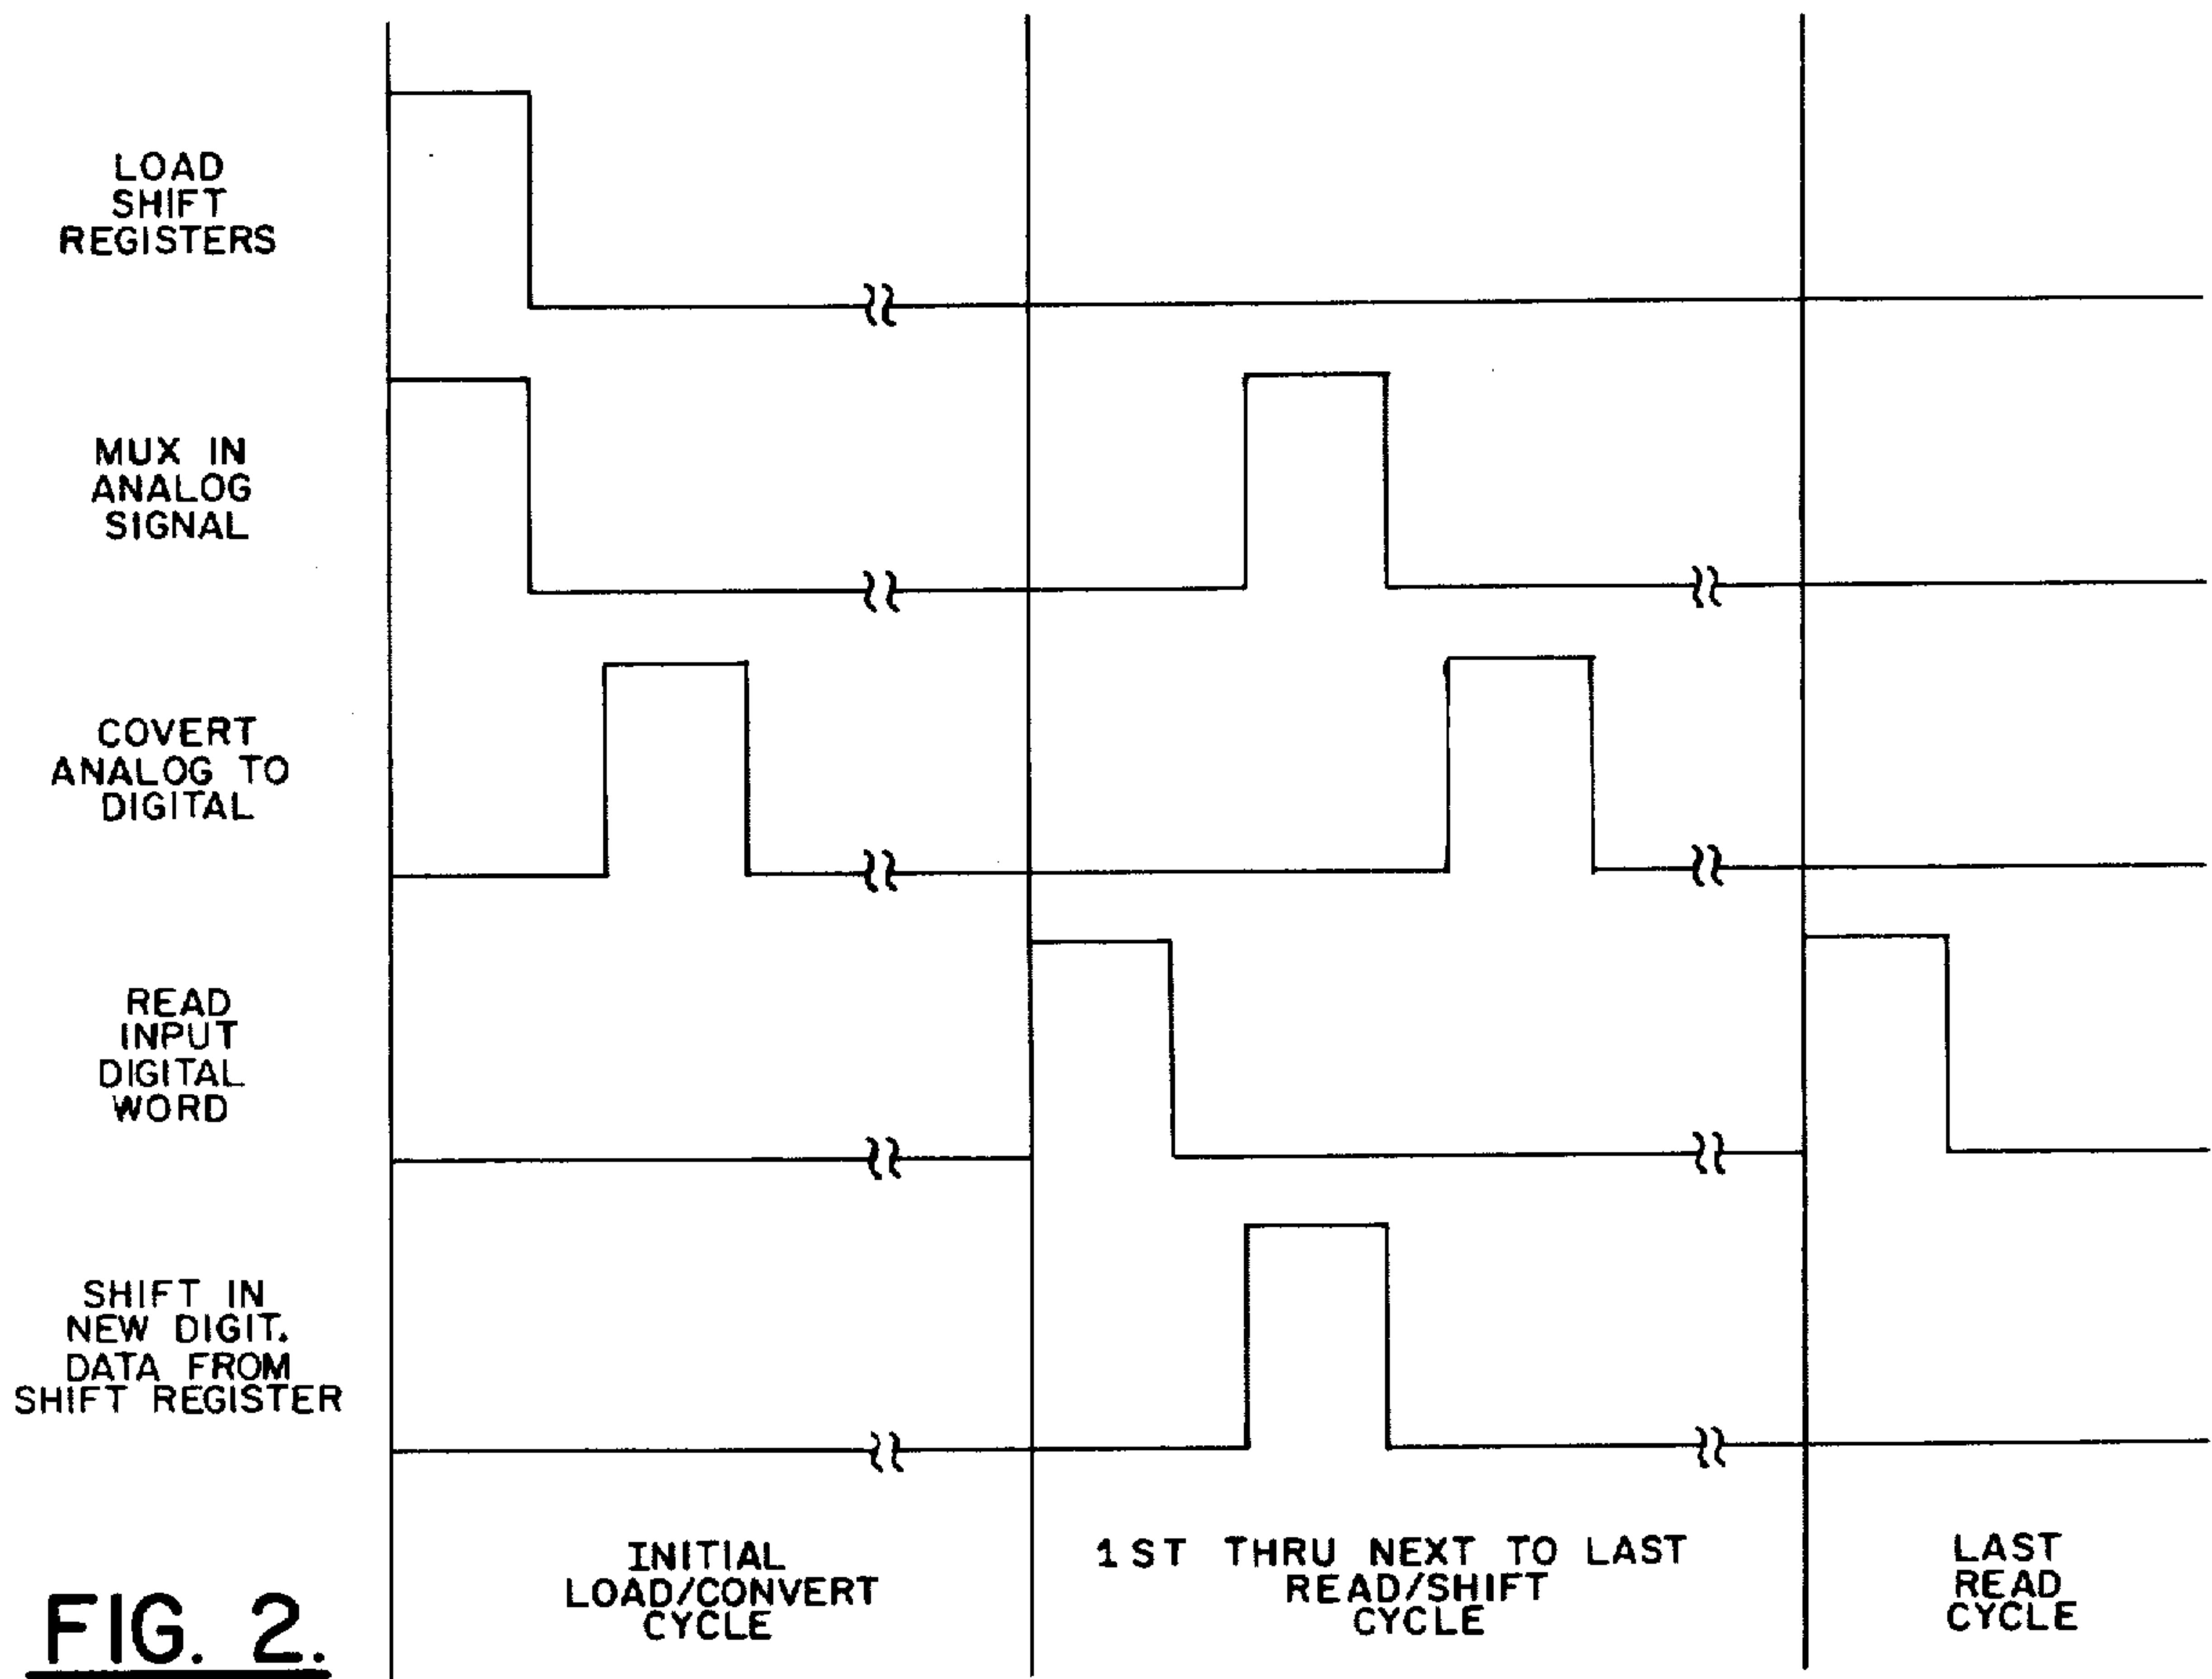 LOAD
SHIFT
REGISTERS
MUX IN
ANALOG
SIGNAL
COVERT
ANALOG TO
DIGITAL
READ
INPUT
DIGITAL
WORD
SHIFT IN
NEW DIGIT.
DATA FROM
SHIFT REGISTER
INITIAL
LOAD/CONVERT
CYCLE
1ST THRU NEXT TO LAST
READ/SHIFT
CYCLE
LAST
READ
CYCLE
FIG. 2.